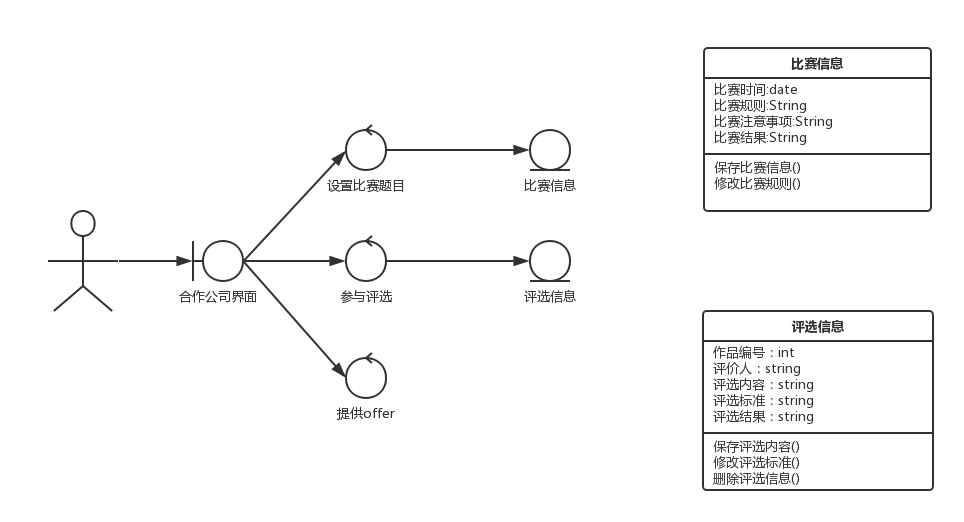 设置比赛题目
比赛信息
合作公司界面
参与评选
评选信息
提供offer
比赛信息
比赛时间:date
比赛规则:String
比赛注意事项:String
比赛结果:String
保存比赛信息()
修改比赛规则()
评选信息
作品编号：int
评价人：string
评选内容：string
评选标准：string
评选结果：string
保存评选内容()
修改评选标准()
删除评选信息()